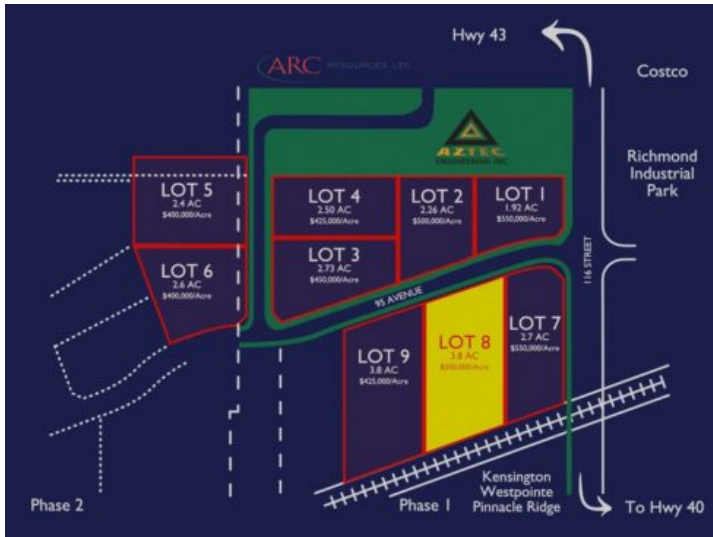 Hwy 43
ARC RESOURCES LTD
Costco
AZTEC
ENGINEERING INC
Richmond
Industrial
Park
LOT 5
2.4 AC
$400,000/Acre
LOT 4
2.50 AC
$425,000/Acre
LOT 2
2.26 AC
$500,000/Acre
LOT 1
1.92 AC
$550,000/Acre
LOT 6
2.6 AC
$400,000/Acre
LOT 3
2.73 AC
$450,000/Acre
116 STREET
95 AVENUE
LOT 9
3.8 AC
$425,000/Acre
LOT 8
3.8 AC
$500,000/Acre
LOT 7
2.7 AC
$550,000/Acre
Phase 2
Phase 1
Kensington
Westpointe
Pinnacle Ridge
To Hwy 40